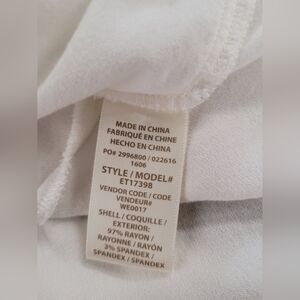 MADE IN CHINA
FABRIQUÉ EN CHINE
HECHO EN CHINA
PO# 2996800 / 022616
1606
STYLE / MODEL#
ET17398
VENDOR CODE / CODE
VENDEUR#
WE0017
SHELL / COQUILLE /
EXTERIOR:
97% RAYON /
RAYONNE / RAYÓN
3% SPANDEX /
SPANDEX / SPANDEX